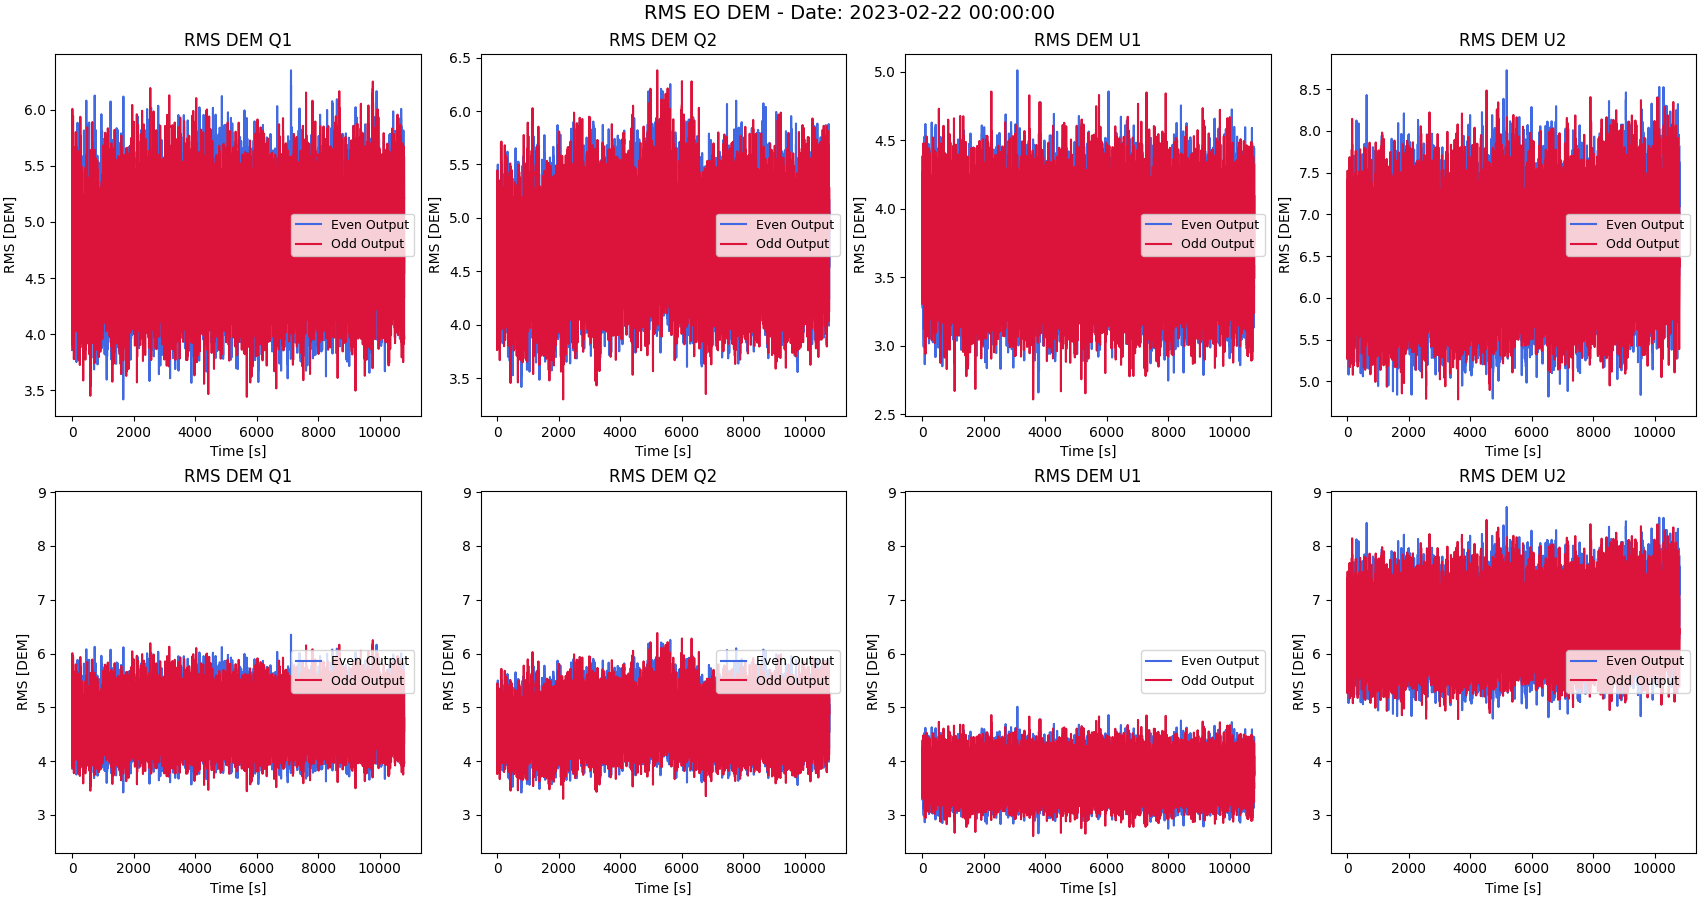 RMS EO DEM - Date: 2023-02-22 00:00:00
RMS DEM Q1
RMS [DEM]
6.0
5.5
5.0
4.5
4.0
3.5
Even Output
Odd Output
0 2000 4000 6000 8000 10000
Time [s]
RMS DEM Q2
RMS [DEM]
6.5
6.0
5.5
5.0
4.5
4.0
3.5
Even Output
Odd Output
0 2000 4000 6000 8000 10000
Time [s]
RMS DEM U1
RMS [DEM]
5.0
4.5
4.0
3.5
3.0
2.5
Even Output
Odd Output
0 2000 4000 6000 8000 10000
Time [s]
RMS DEM U2
RMS [DEM]
8.5
8.0
7.5
7.0
6.5
6.0
5.5
5.0
Even Output
Odd Output
0 2000 4000 6000 8000 10000
Time [s]
RMS DEM Q1
RMS [DEM]
9
8
7
6
5
4
3
Even Output
Odd Output
0 2000 4000 6000 8000 10000
Time [s]
RMS DEM Q2
RMS [DEM]
9
8
7
6
5
4
3
Even Output
Odd Output
0 2000 4000 6000 8000 10000
Time [s]
RMS DEM U1
RMS [DEM]
9
8
7
6
5
4
3
Even Output
Odd Output
0 2000 4000 6000 8000 10000
Time [s]
RMS DEM U2
RMS [DEM]
9
8
7
6
5
4
3
Even Output
Odd Output
0 2000 4000 6000 8000 10000
Time [s]